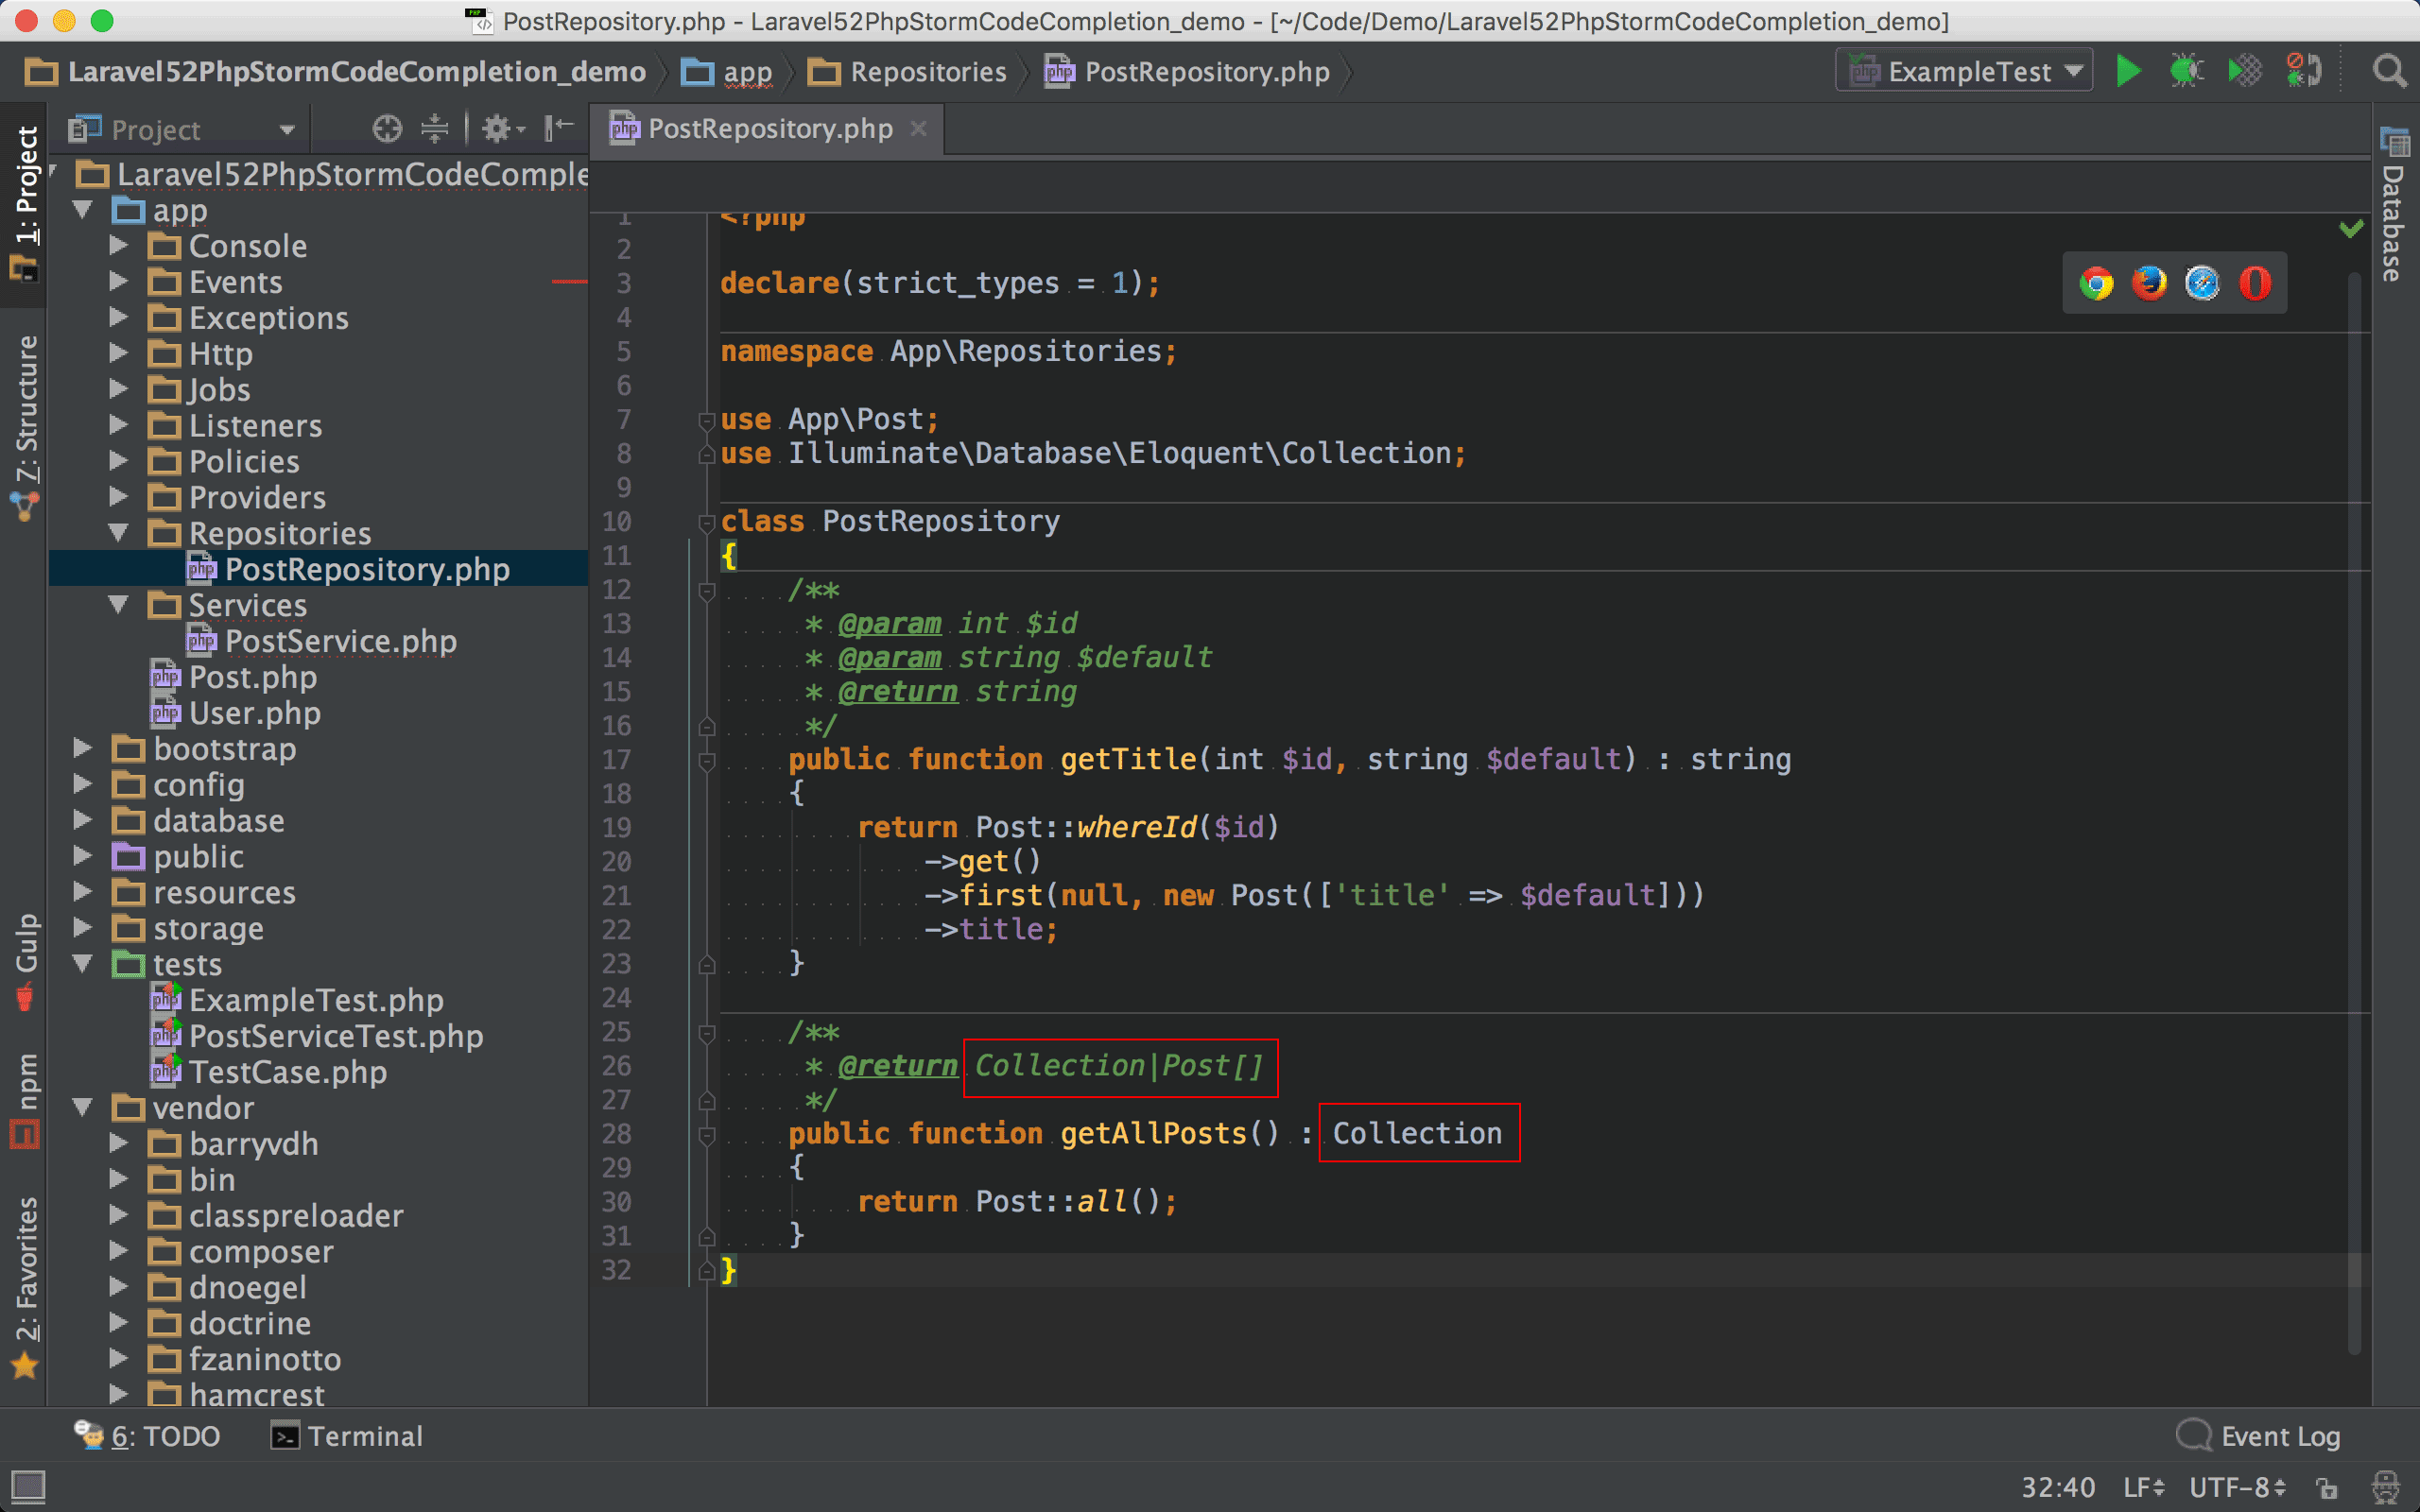 PostRepository.php - Laravel52PhpStormCodeCompletion_demo - [~/Code/Demo/Laravel52PhpStormCodeCompletion_demo]
Laravel52PhpStormCodeCompletion_demo app Repositories PostRepository.php ExampleTest
Project
PostRepository.php
1: Project
7: Structure
Gulp
npm
2: Favorites
Database
Laravel52PhpStormCodeComple
app
Console
Events
Exceptions
Http
Jobs
Listeners
Policies
Providers
Repositories
PostRepository.php
Services
PostService.php
Post.php
User.php
bootstrap
config
database
public
resources
storage
tests
ExampleTest.php
PostServiceTest.php
TestCase.php
vendor
barryvdh
bin
classpreloader
composer
dnoegel
doctrine
fzaninotto
hamcrest
1 <?php
2
3 declare(strict_types = 1);
4
5 namespace App\Repositories;
6
7 use App\Post;
8 use Illuminate\Database\Eloquent\Collection;
9
10 class PostRepository
11 {
12 /**
13 * @param int $id
14 * @param string $default
15 * @return string
16 */
17 public function getTitle(int $id, string $default) : string
18 {
19 return Post::whereId($id)
20 ->get()
21 ->first(null, new Post(['title' => $default]))
22 ->title;
23 }
24
25 /**
26 * @return Collection|Post[]
27 */
28 public function getAllPosts() : Collection
29 {
30 return Post::all();
31 }
32 }
6: TODO Terminal Event Log
32:40 LF UTF-8